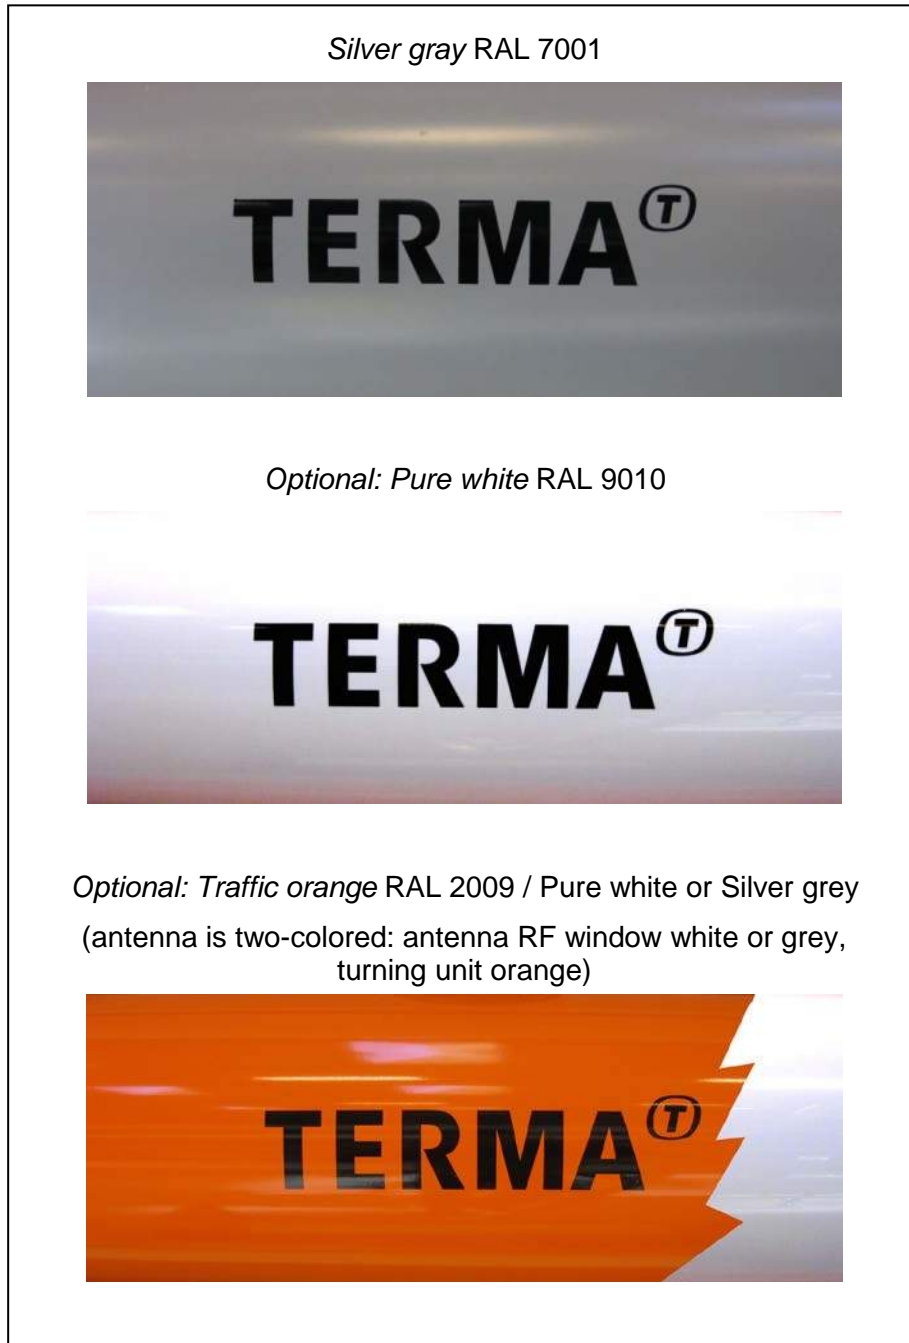 Silver gray RAL 7001
TERMA T
Optional: Pure white RAL 9010
TERMA T
Optional: Traffic orange RAL 2009 / Pure white or Silver grey
(antenna is two-colored: antenna RF window white or grey,
turning unit orange)
TERMA T